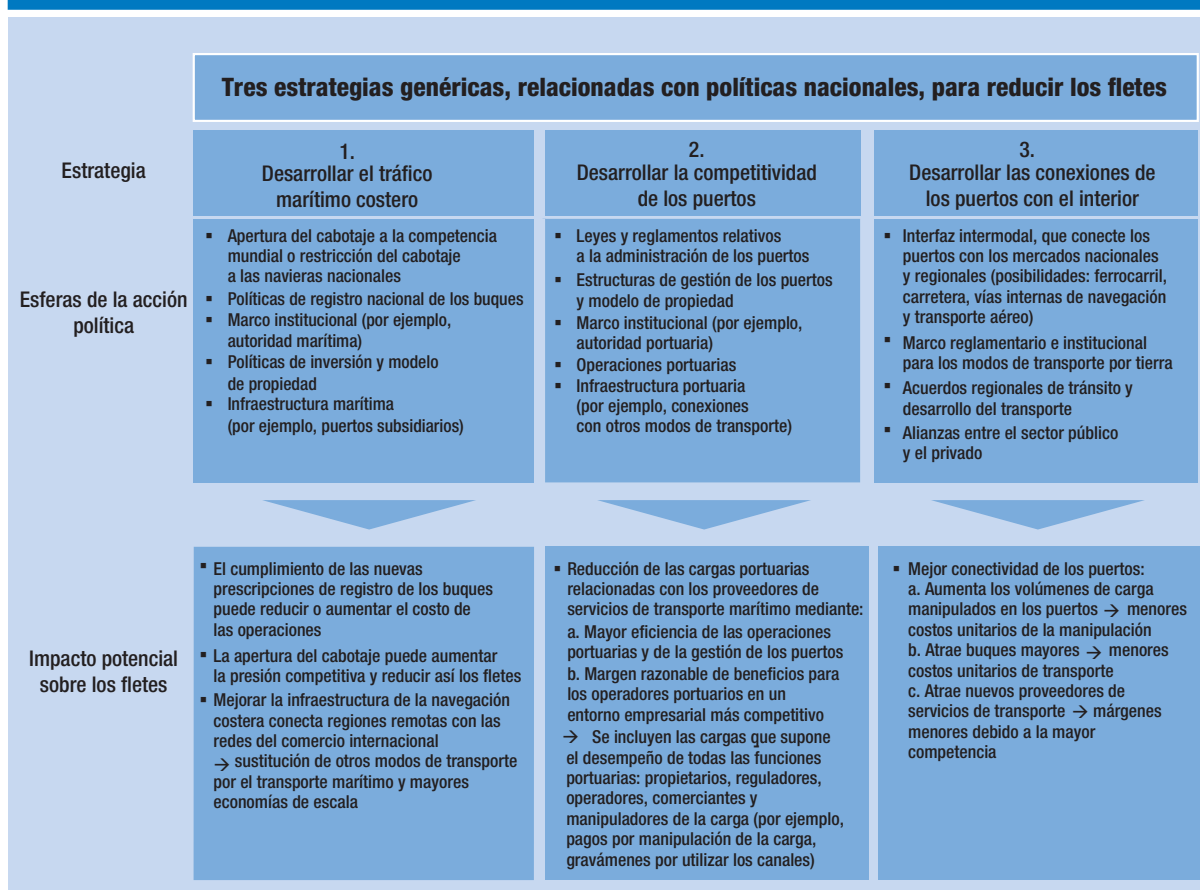 Tres estrategias genéricas, relacionadas con políticas nacionales, para reducir los fletes
Estrategia
1.
Desarrollar el tráfico
marítimo costero
2.
Desarrollar la competitividad
de los puertos
3.
Desarrollar las conexiones de
los puertos con el interior
Esferas de la acción
política
▪ Apertura del cabotaje a la competencia
mundial o restricción del cabotaje
a las navieras nacionales
▪ Políticas de registro nacional de los buques
▪ Marco institucional (por ejemplo,
autoridad marítima)
▪ Políticas de inversión y modelo
de propiedad
▪ Infraestructura marítima
(por ejemplo, puertos subsidiarios)
▪ Leyes y reglamentos relativos
a la administración de los puertos
▪ Estructuras de gestión de los puertos
y modelo de propiedad
▪ Marco institucional (por ejemplo,
autoridad portuaria)
▪ Operaciones portuarias
▪ Infraestructura portuaria
(por ejemplo, conexiones
con otros modos de transporte)
▪ Interfaz intermodal, que conecte los
puertos con los mercados nacionales
y regionales (posibilidades: ferrocarril,
carretera, vías internas de navegación
y transporte aéreo)
▪ Marco reglamentario e institucional
para los modos de transporte por tierra
▪ Acuerdos regionales de tránsito y
desarrollo del transporte
▪ Alianzas entre el sector público
y el privado
Impacto potencial
sobre los fletes
▪ El cumplimiento de las nuevas
prescripciones de registro de los buques
puede reducir o aumentar el costo de
las operaciones
▪ La apertura del cabotaje puede aumentar
la presión competitiva y reducir así los fletes
▪ Mejorar la infraestructura de la navegación
costera conecta regiones remotas con las
redes del comercio internacional
→ sustitución de otros modos de transporte
por el transporte marítimo y mayores
economías de escala
▪ Reducción de las cargas portuarias
relacionadas con los proveedores de
servicios de transporte marítimo mediante:
a. Mayor eficiencia de las operaciones
portuarias y de la gestión de los puertos
b. Margen razonable de beneficios para
los operadores portuarios en un
entorno empresarial más competitivo
→ Se incluyen las cargas que supone
el desempeño de todas las funciones
portuarias: propietarios, reguladores,
operadores, comerciantes y
manipuladores de la carga (por ejemplo,
pagos por manipulación de la carga,
gravámenes por utilizar los canales)
▪ Mejor conectividad de los puertos:
a. Aumenta los volúmenes de carga
manipulados en los puertos → menores
costos unitarios de la manipulación
b. Atrae buques mayores → menores
costos unitarios de transporte
c. Atrae nuevos proveedores de
servicios de transporte → márgenes
menores debido a la mayor
competencia